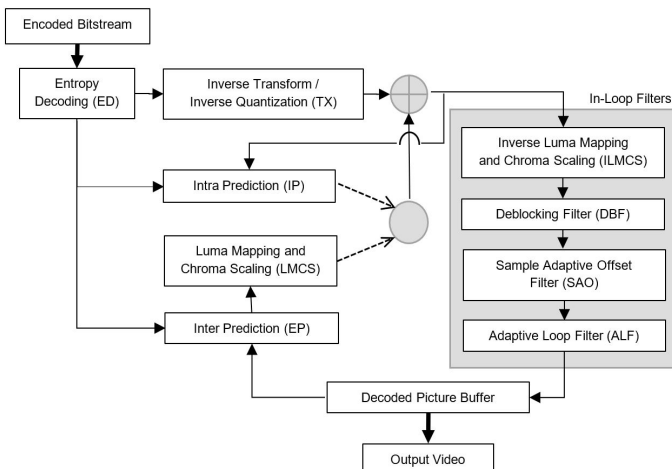 Encoded Bitstream
Entropy
Decoding (ED)
Inverse Transform /
Inverse Quantization (TX)
In-Loop Filters
Inverse Luma Mapping
and Chroma Scaling (ILMCS)
Intra Prediction (IP)
Deblocking Filter (DBF)
Luma Mapping and
Chroma Scaling (LMCS)
Sample Adaptive Offset
Filter (SAO)
Inter Prediction (EP)
Adaptive Loop Filter (ALF)
Decoded Picture Buffer
Output Video